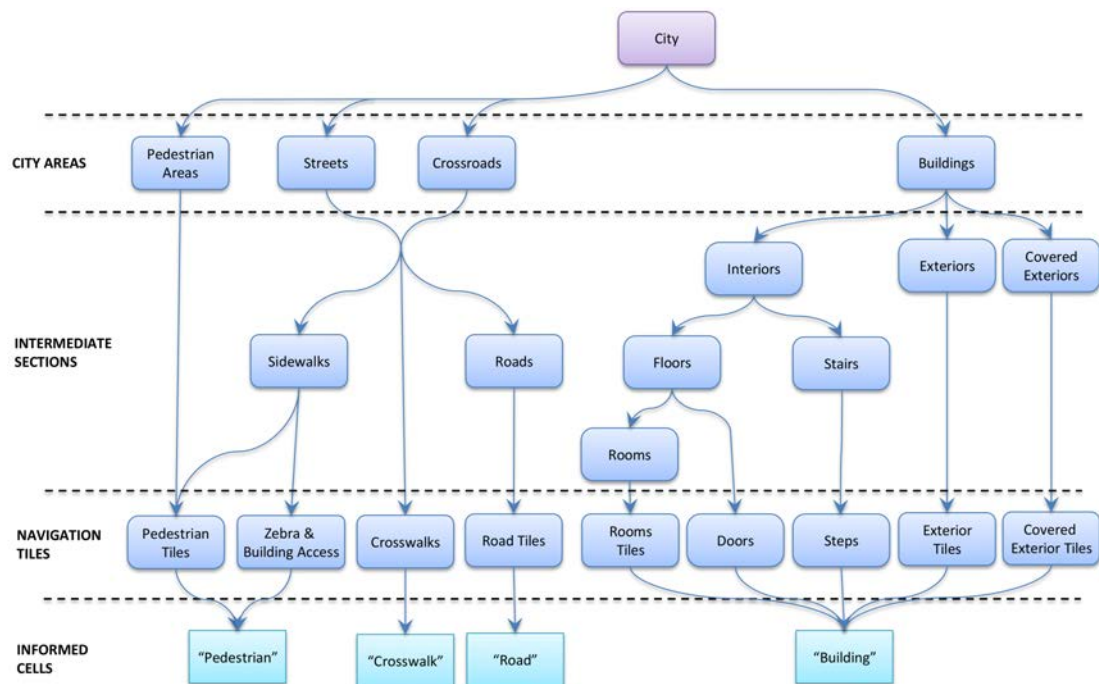 City
CITY AREAS
Pedestrian
Areas
Streets
Crossroads
Buildings
INTERMEDIATE
SECTIONS
Interiors
Exteriors
Covered
Exteriors
Sidewalks
Roads
Floors
Stairs
Rooms
NAVIGATION
TILES
Pedestrian
Tiles
Zebra &
Building Access
Crosswalks
Road Tiles
Rooms
Tiles
Doors
Steps
Exterior
Tiles
Covered
Exterior Tiles
INFORMED
CELLS
“Pedestrian”
“Crosswalk”
“Road”
“Building”